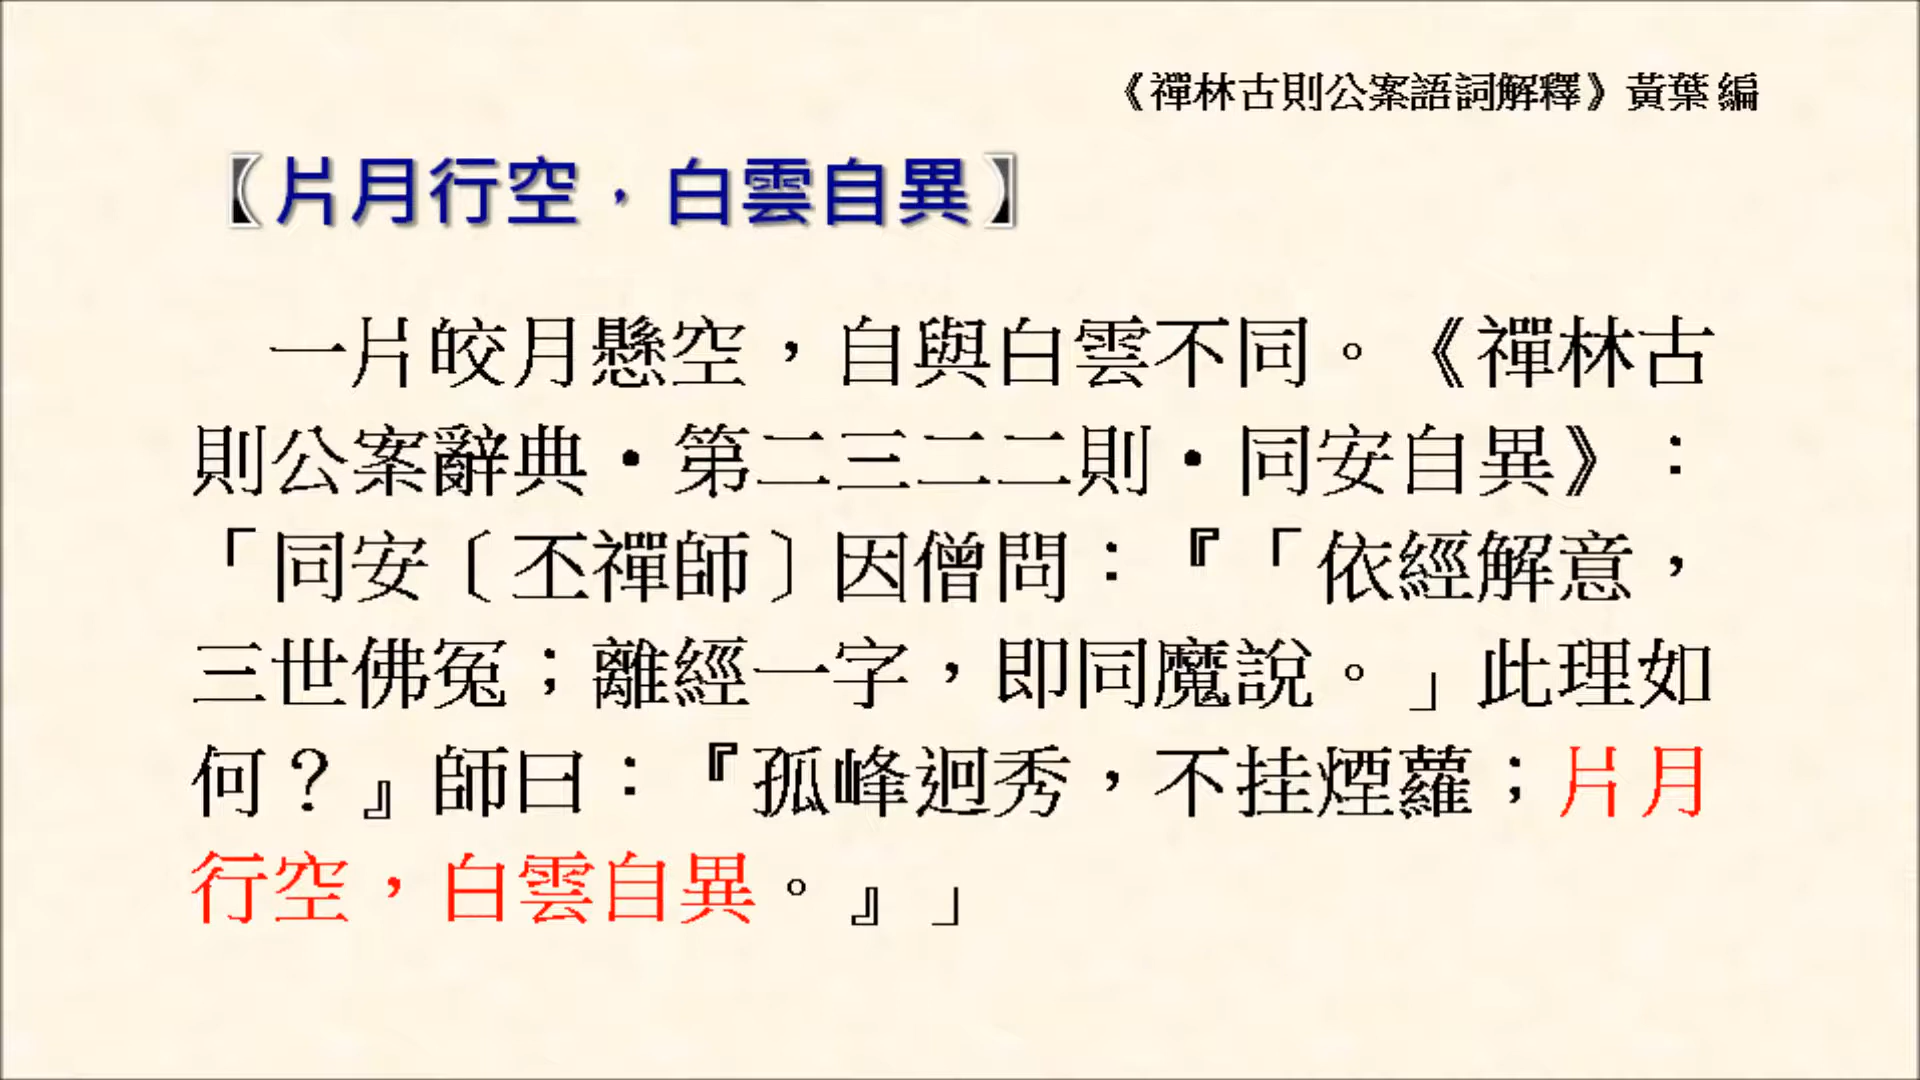 《禪林古則公案語詞解釋》黃葉 編
〖片月行空，白雲自異〗
一片皎月懸空，自與白雲不同。《禪林古
則公案辭典·第二三二二則·同安自異》：
「同安〔丕禪師〕因僧問：『「依經解意，
三世佛冤；離經一字，即同魔說。」此理如
何？』師曰：『孤峰迥秀，不挂煙蘿；片月
行空，白雲自異。』」